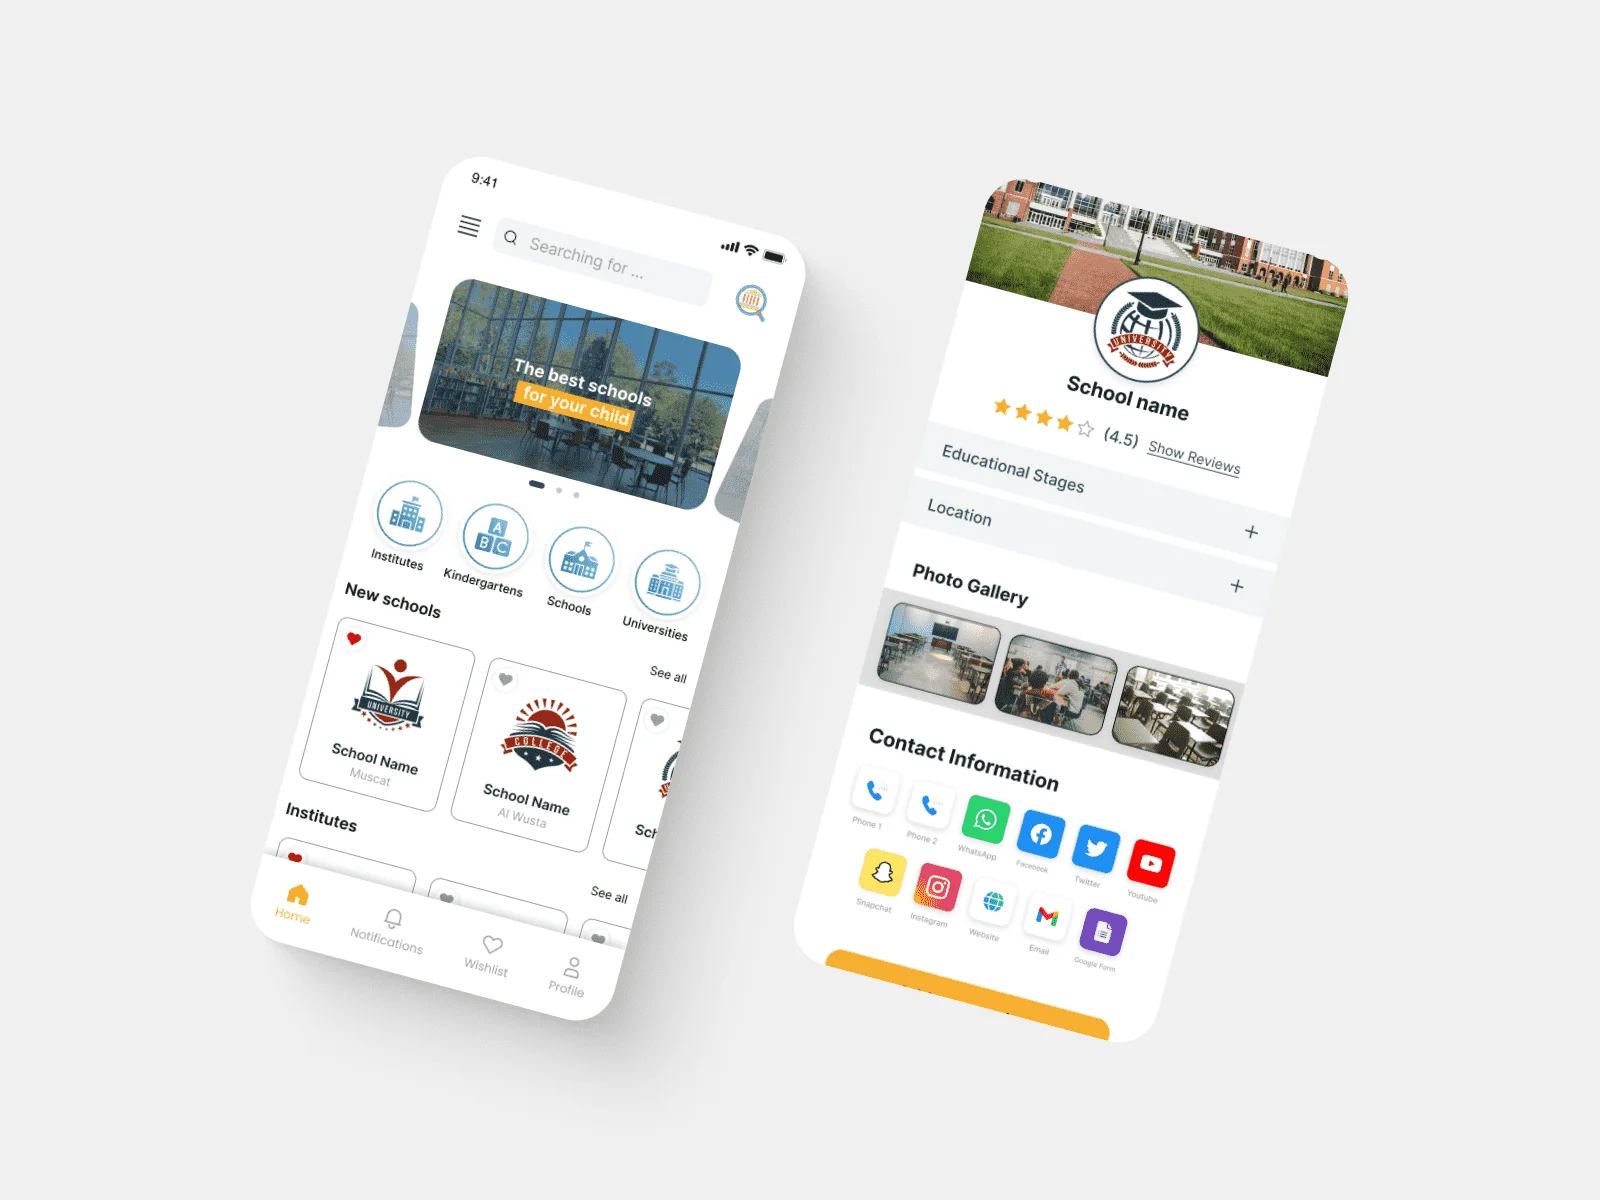 9:41
Searching for ...
The best schools
for your child
Institutes
Kindergartens
Schools
Universities
A
B C
New schools
See all
UNIVERSITY
School Name
Muscat
COLLEGE
School Name
Al Wusta
Sch
Institutes
See all
Home
Notifications
Wishlist
Profile
UNIVERSITY
School name
(4.5) Show Reviews
Educational Stages
Location
Photo Gallery
Contact Information
Phone 1
Phone 2
WhatsApp
Facebook
Twitter
Youtube
Snapchat
Instagram
Website
Email
Google Form